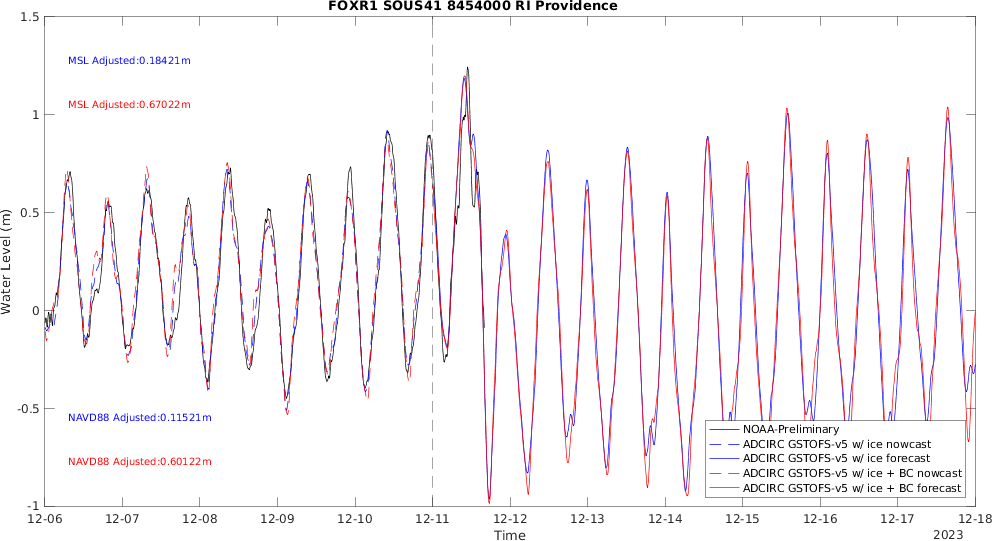 FOXR1 SOUS41 8454000 RI Providence
1.5
MSL Adjusted:0.18421m
1
MSL Adjusted:0.67022m
0.5
Water Level (m)
0
-0.5
NAVD88 Adjusted:0.11521m
NAVD88 Adjusted:0.60122m
NOAA-Preliminary
ADCIRC GSTOFS-v5 w/ ice nowcast
ADCIRC GSTOFS-v5 w/ ice forecast
ADCIRC GSTOFS-v5 w/ ice + BC nowcast
ADCIRC GSTOFS-v5 w/ ice + BC forecast
-1
12-06 12-07 12-08 12-09 12-10 12-11 12-12 12-13 12-14 12-15 12-16 12-17 12-18
Time
2023